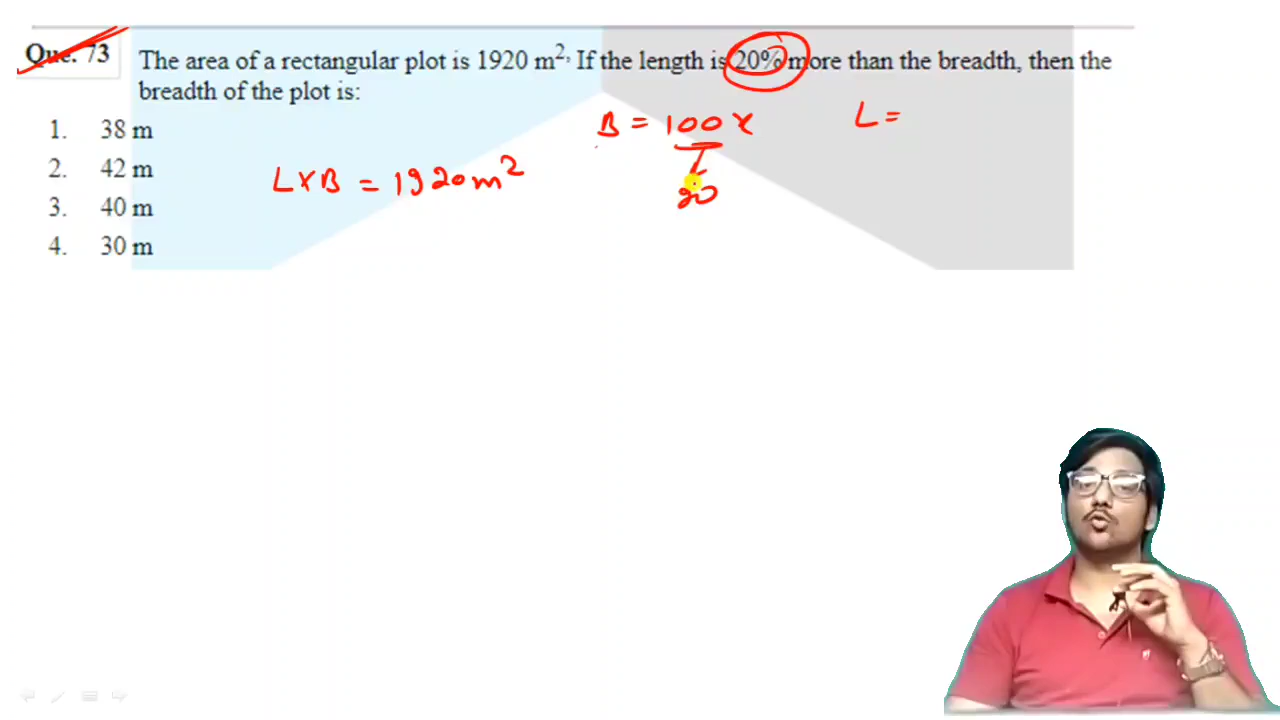 Que. 73
The area of a rectangular plot is 1920 m². If the length is 20% more than the breadth, then the
breadth of the plot is:
1. 38 m
2. 42 m
3. 40 m
4. 30 m
B = 100x
L =
20
L×B = 1920m²